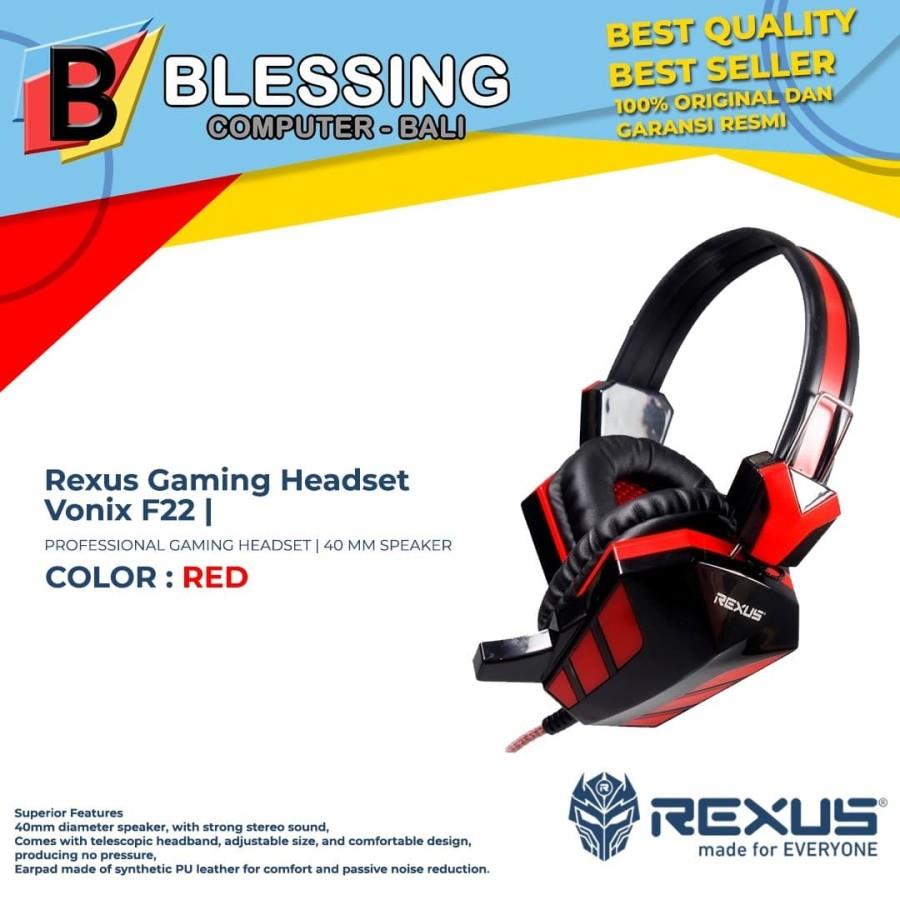 B BLESSING
COMPUTER - BALI
BEST QUALITY
BEST SELLER
100% ORIGINAL DAN
GARANSI RESMI
Rexus Gaming Headset
Vonix F22 |
PROFESSIONAL GAMING HEADSET | 40 MM SPEAKER
COLOR : RED
REXUS®
Superior Features
40mm diameter speaker, with strong stereo sound,
Comes with telescopic headband, adjustable size, and comfortable design,
producing no pressure,
Earpad made of synthetic PU leather for comfort and passive noise reduction.
R
REXUS®
made for EVERYONE